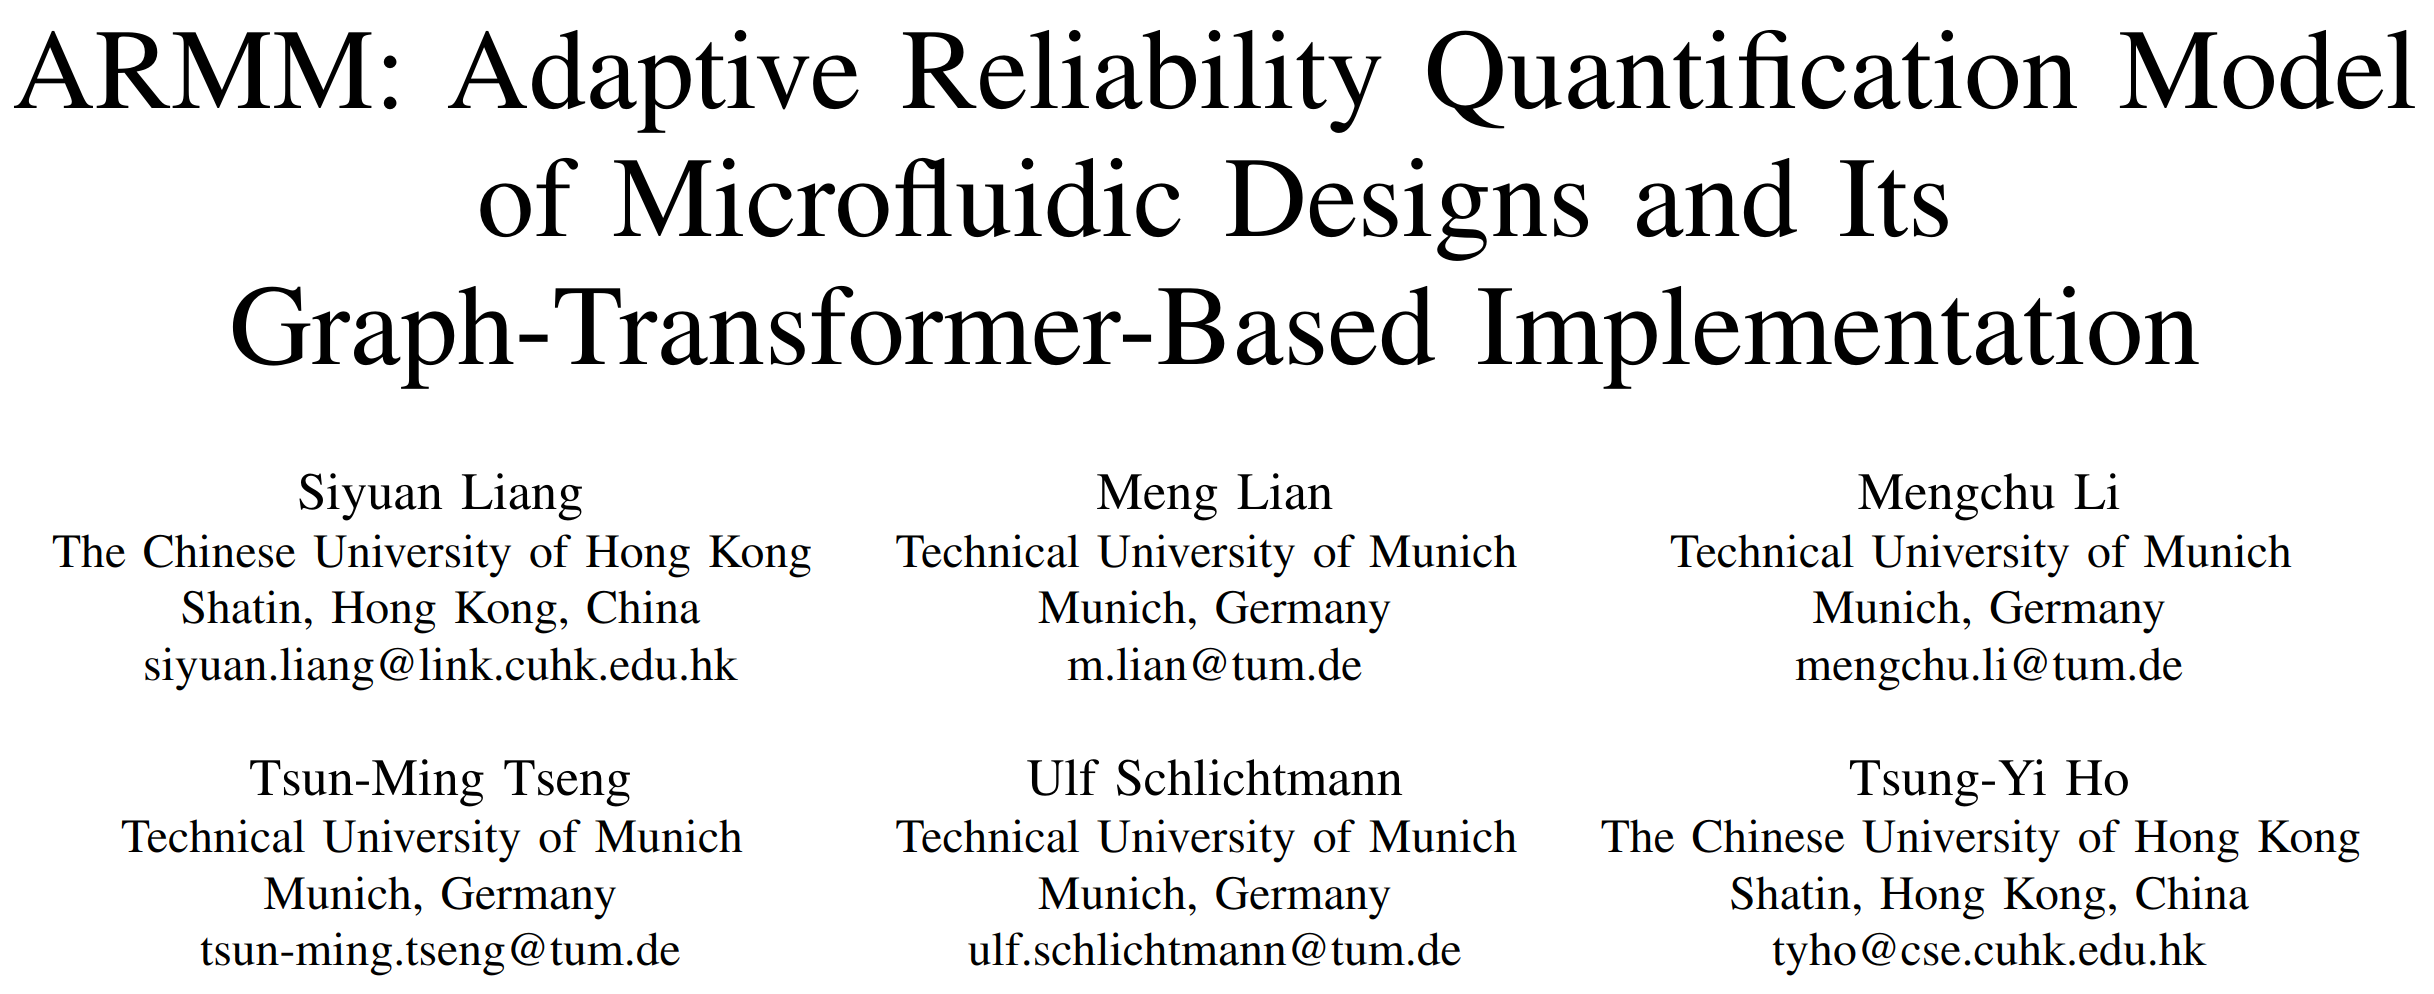 ARMM: Adaptive Reliability Quantification Model
of Microfluidic Designs and Its
Graph-Transformer-Based Implementation
Siyuan Liang
The Chinese University of Hong Kong
Shatin, Hong Kong, China
siyuan.liang@link.cuhk.edu.hk
Meng Lian
Technical University of Munich
Munich, Germany
m.lian@tum.de
Mengchu Li
Technical University of Munich
Munich, Germany
mengchu.li@tum.de
Tsun-Ming Tseng
Technical University of Munich
Munich, Germany
tsun-ming.tseng@tum.de
Ulf Schlichtmann
Technical University of Munich
Munich, Germany
ulf.schlichtmann@tum.de
Tsung-Yi Ho
The Chinese University of Hong Kong
Shatin, Hong Kong, China
tyho@cse.cuhk.edu.hk